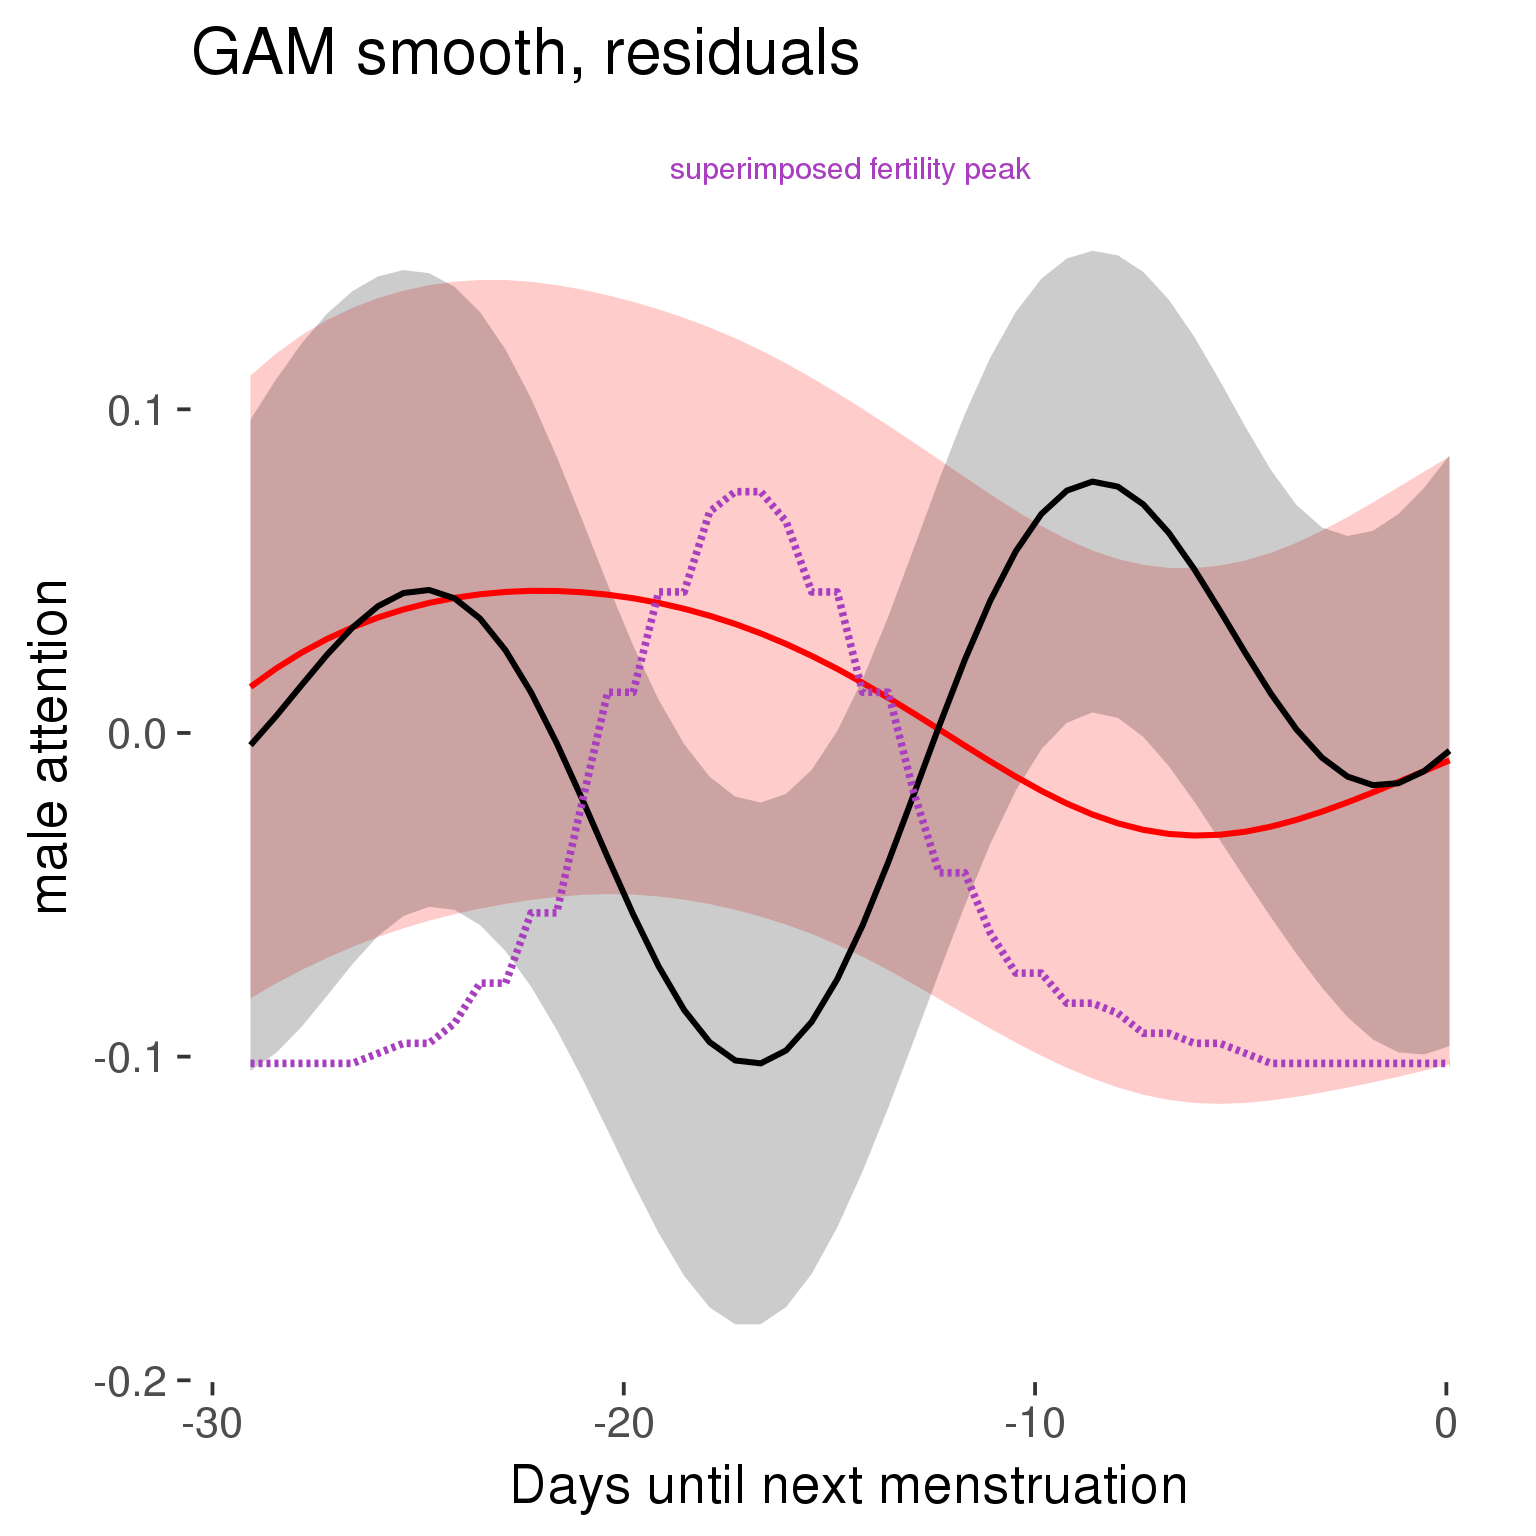 GAM smooth, residuals
superimposed fertility peak
male attention
0.1
0.0
-0.1
-0.2
-30 -20 -10 0
Days until next menstruation